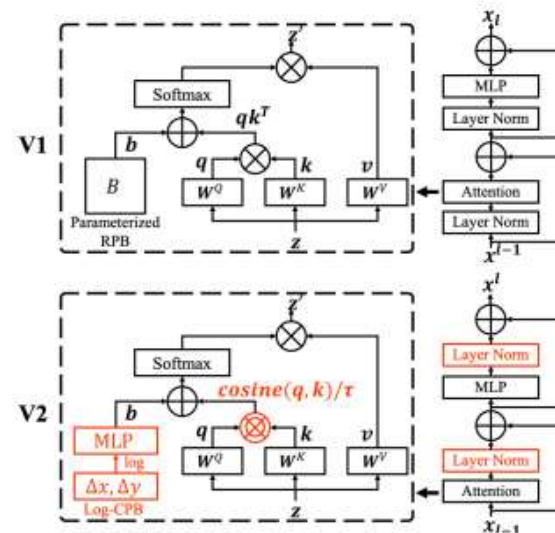 x_l
z'
MLP
Softmax
Layer Norm
qk^T
V1
b
q
k
v
B
W^Q
W^K
W^V
Attention
Parameterized
RPB
Layer Norm
z
x^{l-1}
x^l
z'
Layer Norm
Softmax
MLP
cosine(q, k)/τ
V2
b
q
k
v
MLP
Layer Norm
log
W^Q
W^K
W^V
Δx, Δy
Attention
Log-CPB
z
x_{l-1}